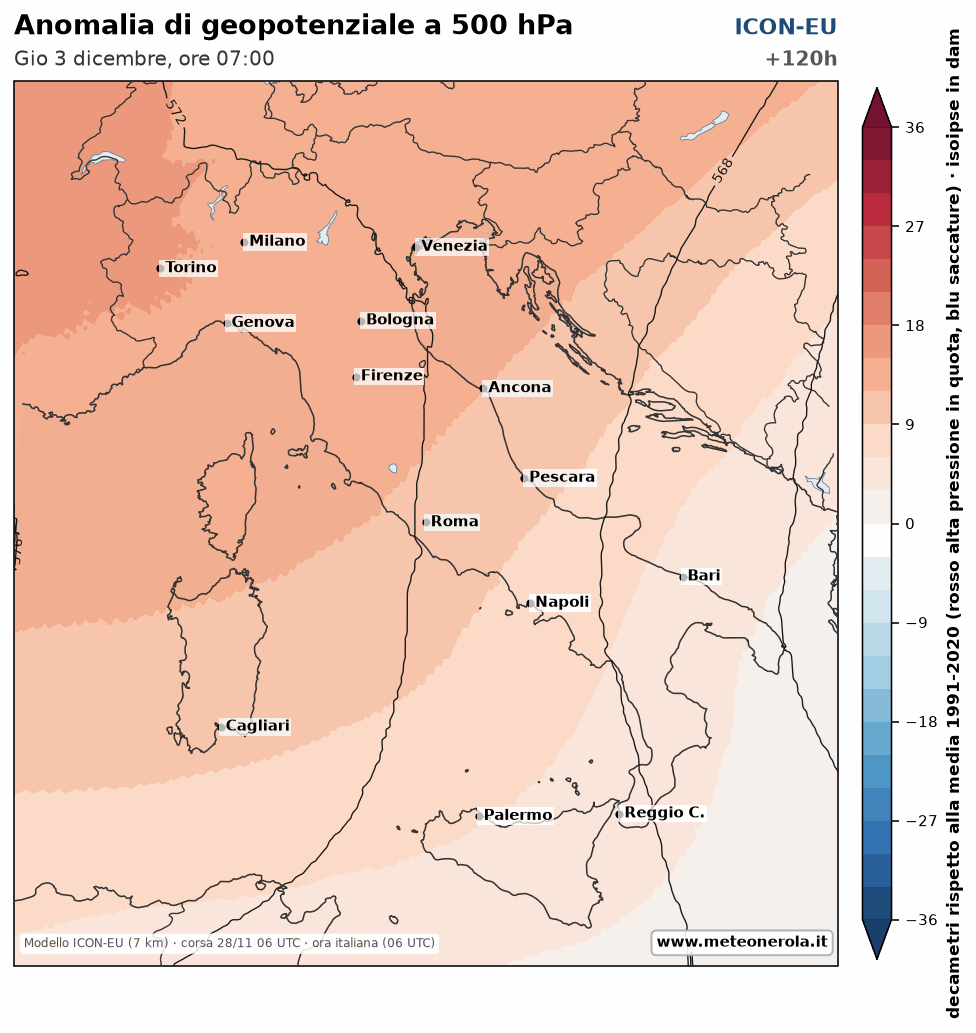 Anomalia di geopotenziale a 500 hPa
ICON-EU
Gio 3 dicembre, ore 07:00
+120h
572
568
Milano
Venezia
Torino
Genova
Bologna
Firenze
Ancona
Pescara
Roma
576
Bari
Napoli
Cagliari
Palermo
Reggio C.
Modello ICON-EU (7 km) · corsa 28/11 06 UTC · ora italiana (06 UTC)
www.meteonerola.it
36
27
18
9
0
−9
−18
−27
−36
decametri rispetto alla media 1991-2020 (rosso alta pressione in quota, blu saccature) · isoipse in dam